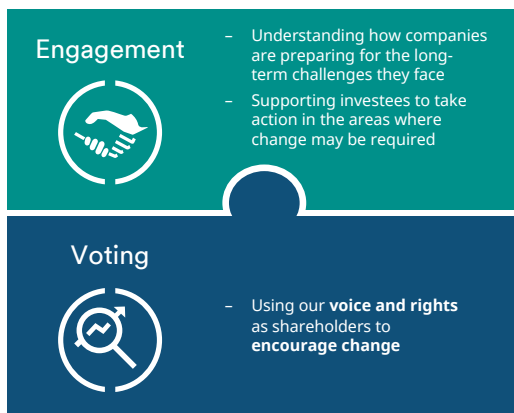 Engagement
– Understanding how companies
are preparing for the long-
term challenges they face
– Supporting investees to take
action in the areas where
change may be required
Voting
– Using our voice and rights
as shareholders to
encourage change